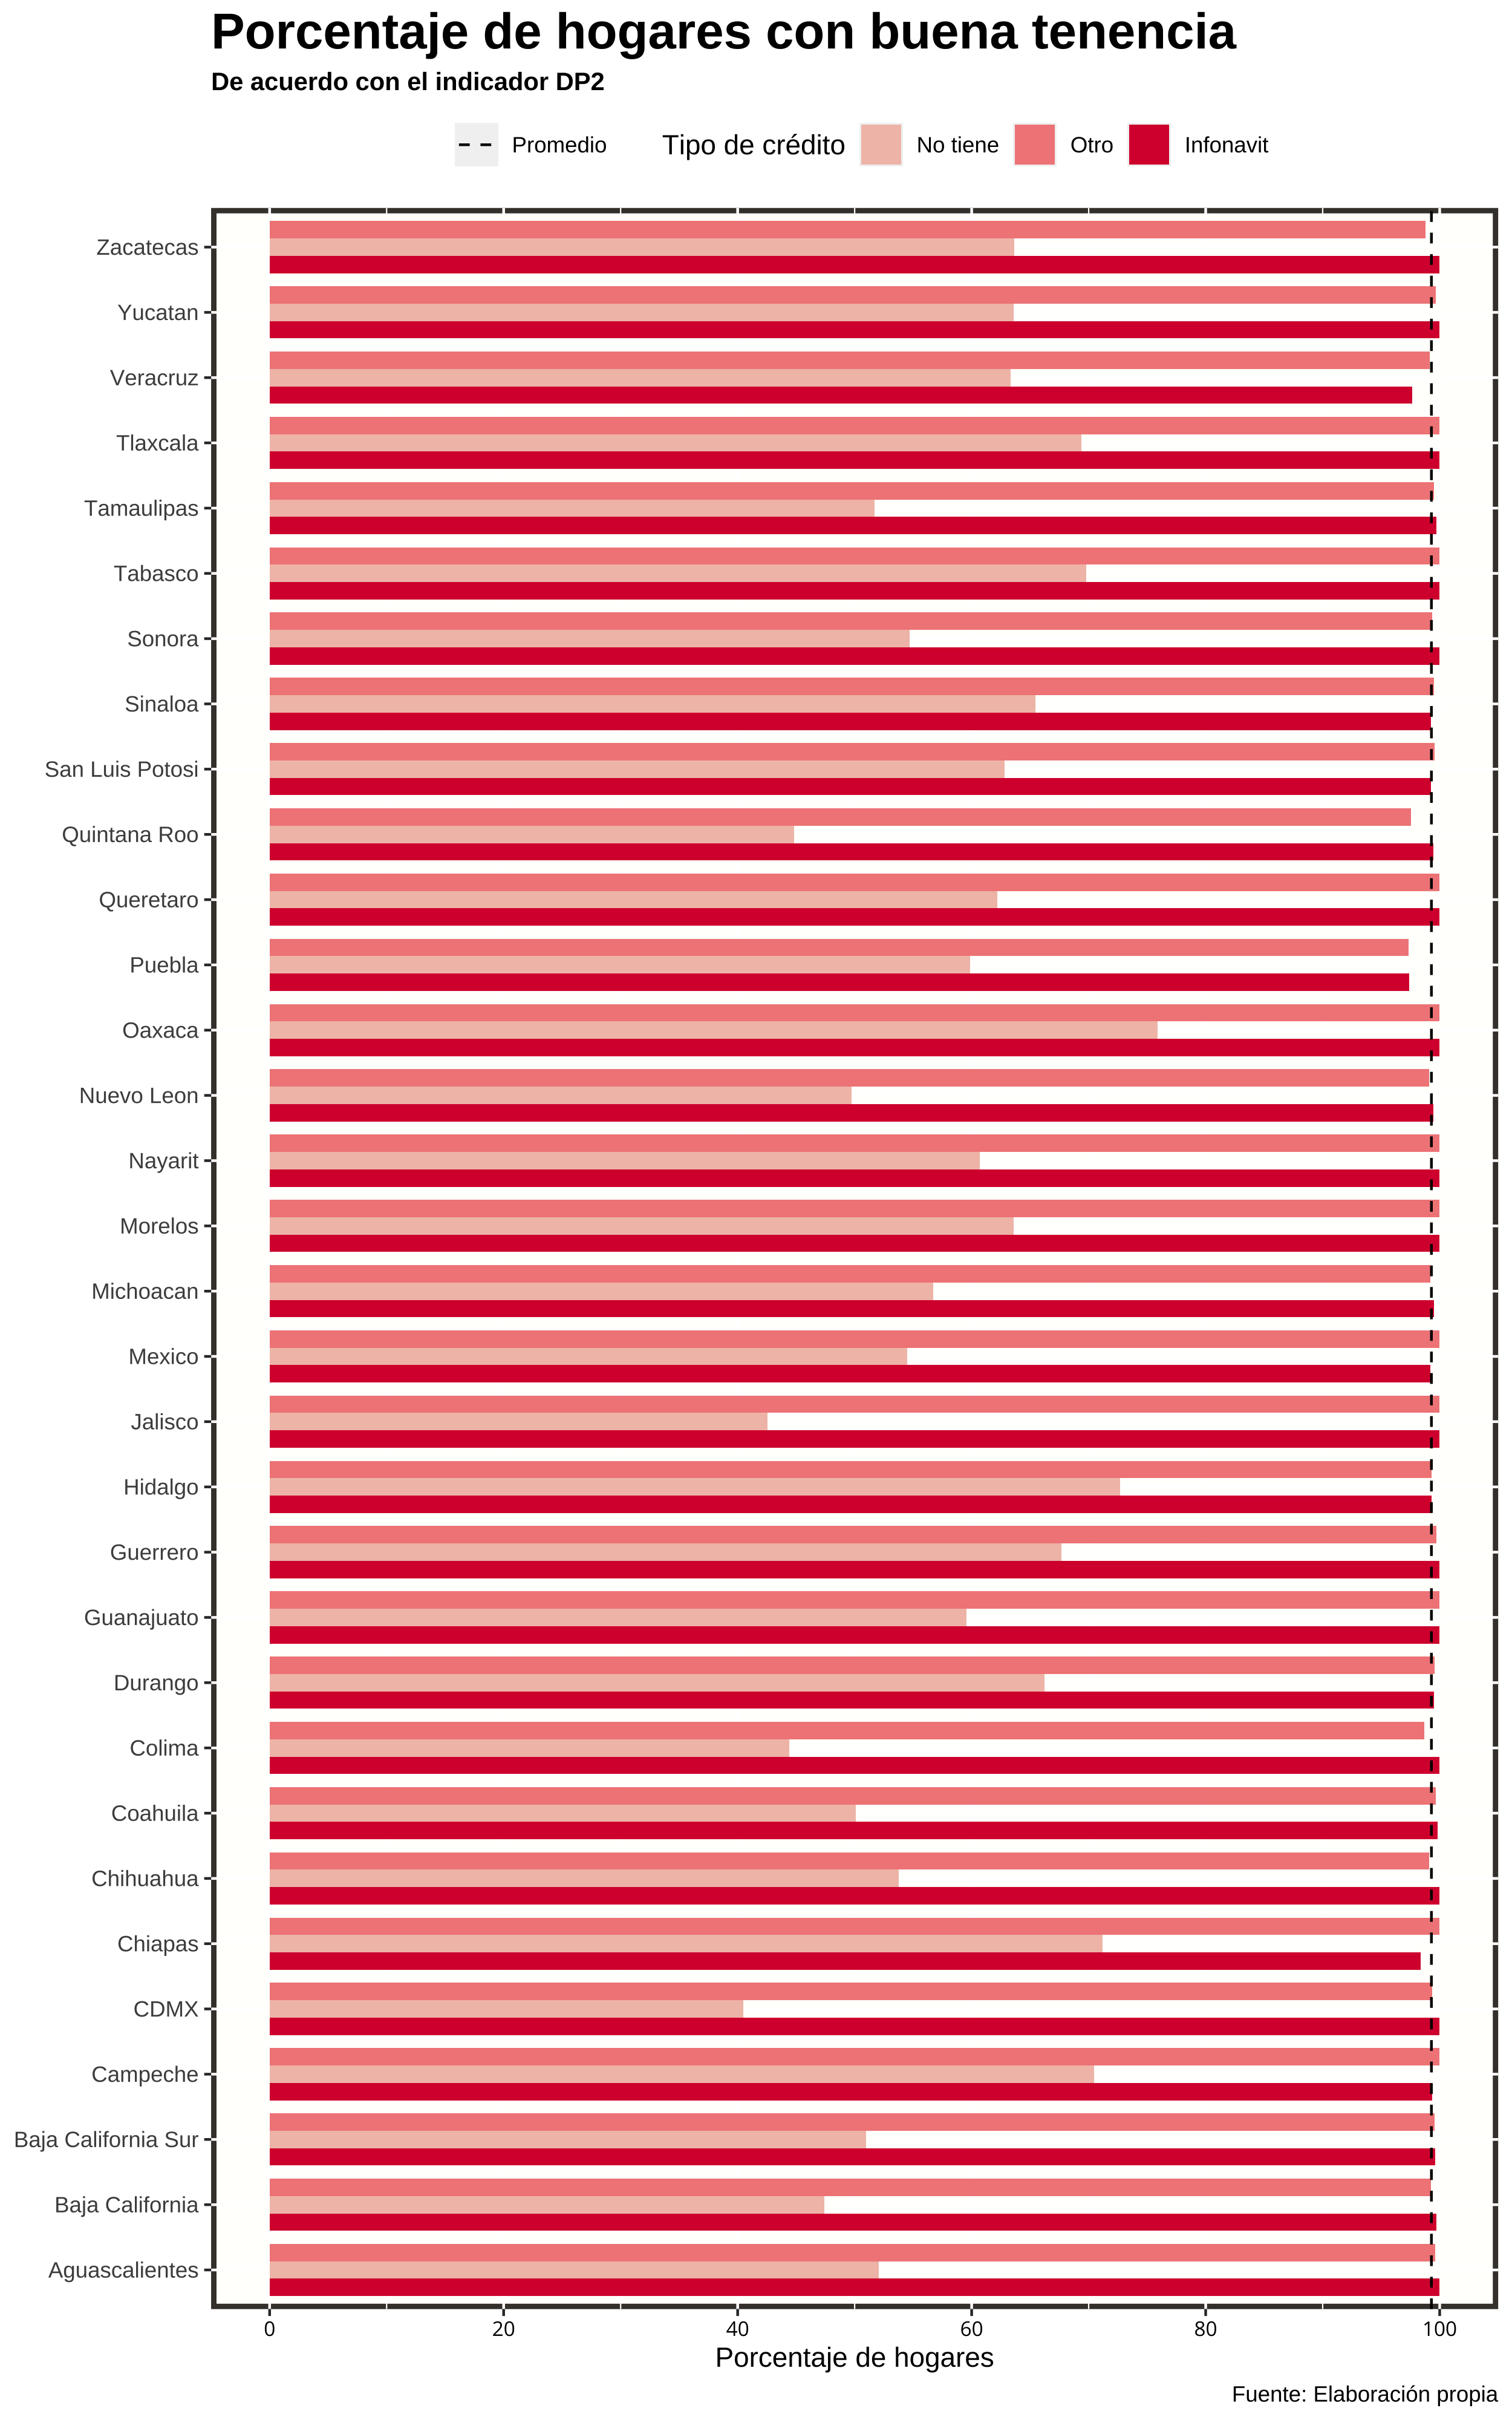 Porcentaje de hogares con buena tenencia
De acuerdo con el indicador DP2
Promedio Tipo de crédito No tiene Otro Infonavit
Zacatecas
Yucatan
Veracruz
Tlaxcala
Tamaulipas
Tabasco
Sonora
Sinaloa
San Luis Potosi
Quintana Roo
Queretaro
Puebla
Oaxaca
Nuevo Leon
Nayarit
Morelos
Michoacan
Mexico
Jalisco
Hidalgo
Guerrero
Guanajuato
Durango
Colima
Coahuila
Chihuahua
Chiapas
CDMX
Campeche
Baja California Sur
Baja California
Aguascalientes
0 20 40 60 80 100
Porcentaje de hogares
Fuente: Elaboración propia